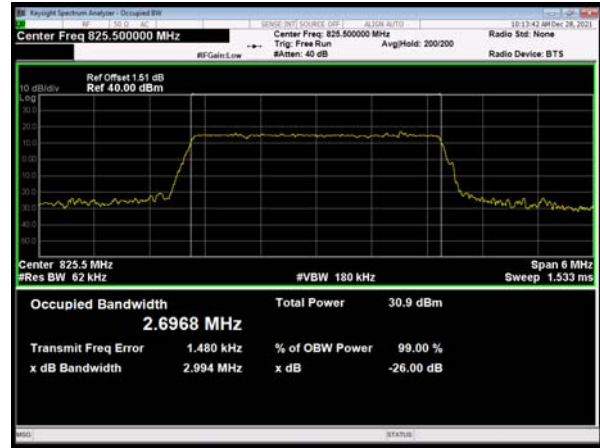 Keysight Spectrum Analyzer - Occupied BW
RF 50 Ω AC SENSE:INT SOURCE OFF ALIGN AUTO 10:13:42 AM Dec 28, 2021
Center Freq 825.500000 MHz Center Freq: 825.500000 MHz Radio Std: None
Trig: Free Run Avg|Hold: 200/200
#IFGain:Low #Atten: 40 dB Radio Device: BTS
Ref Offset 1.51 dB
10 dB/div Ref 40.00 dBm
Log
30.0
20.0
10.0
0.00
10.0
20.0
30.0
40.0
50.0
Center 825.5 MHz Span 6 MHz
#Res BW 62 kHz #VBW 180 kHz Sweep 1.533 ms
Occupied Bandwidth Total Power 30.9 dBm
2.6968 MHz
Transmit Freq Error 1.480 kHz % of OBW Power 99.00 %
x dB Bandwidth 2.994 MHz x dB -26.00 dB
MSG STATUS